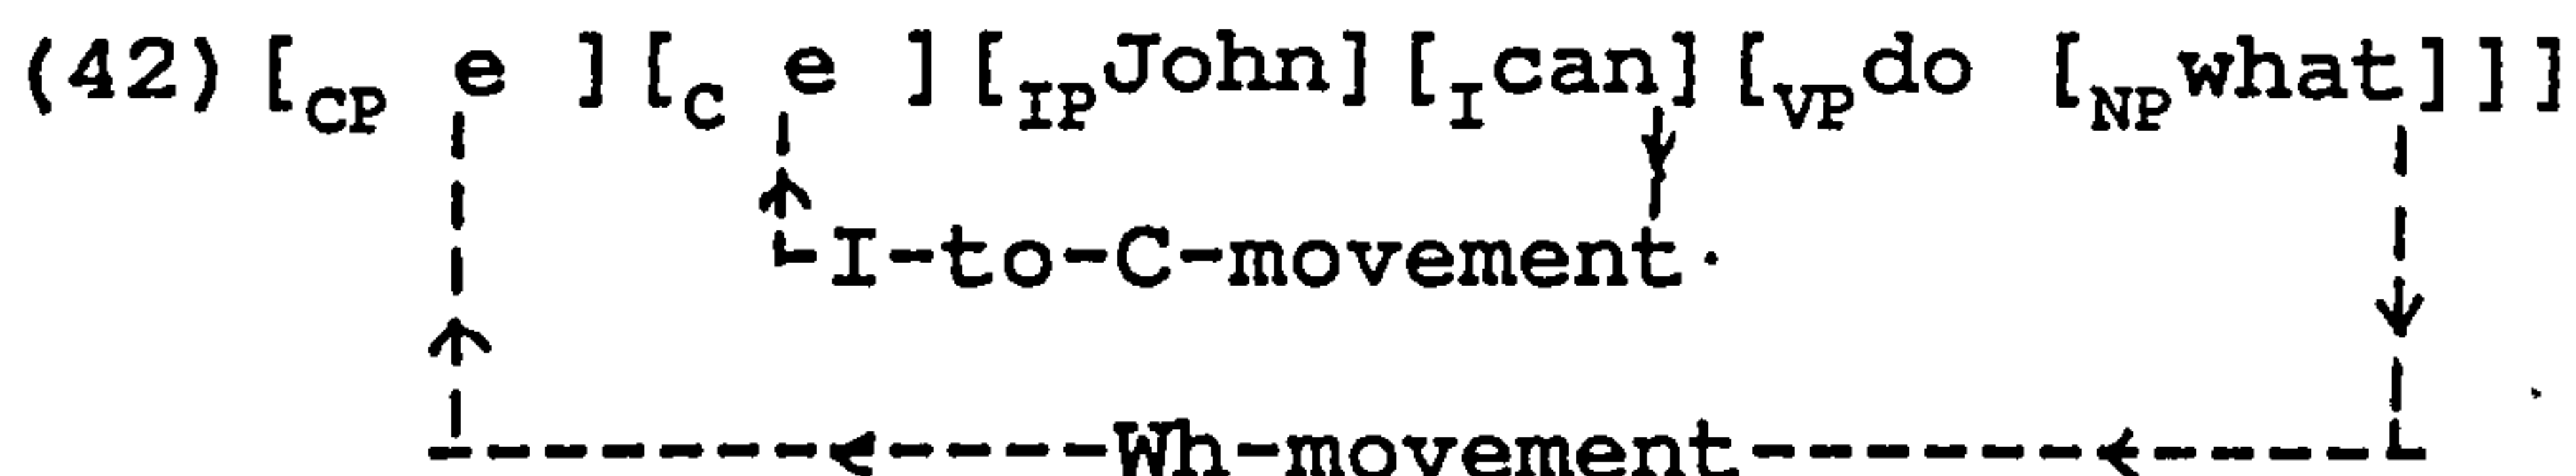 (42)[CP e ][C e ][IPJohn][Ican][VPdo [NPwhat]]]
I-to-C-movement
Wh-movement